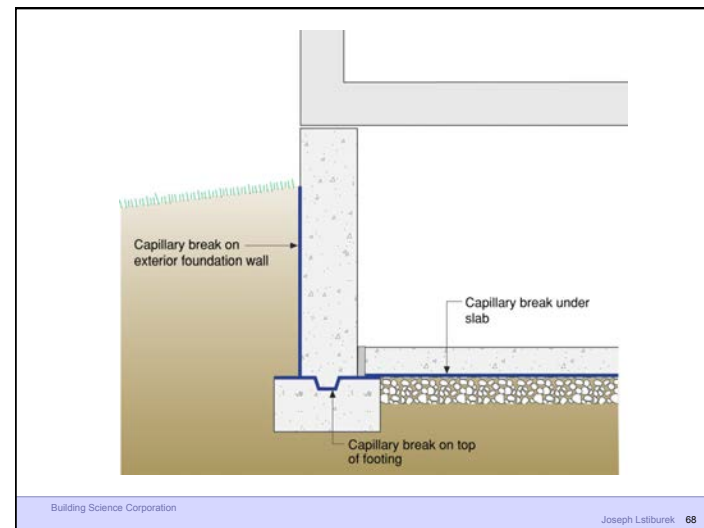 Capillary break on
exterior foundation wall
Capillary break under
slab
Capillary break on top
of footing
Building Science Corporation
Joseph Lstiburek 68